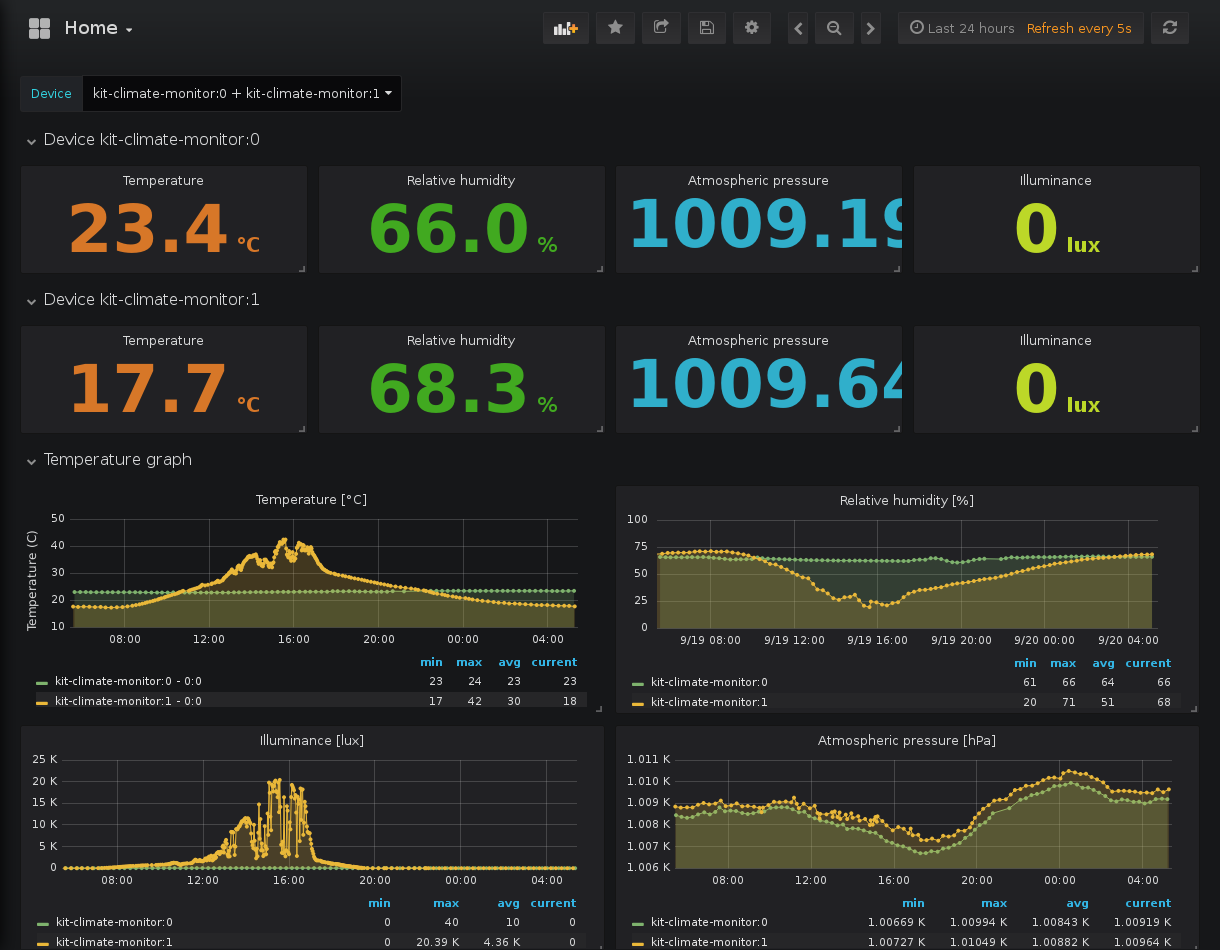 Home
Last 24 hours Refresh every 5s
Device kit-climate-monitor:0 + kit-climate-monitor:1
Device kit-climate-monitor:0
Temperature Relative humidity Atmospheric pressure Illuminance
23.4 °C 66.0 % 1009.19 0 lux
Device kit-climate-monitor:1
Temperature Relative humidity Atmospheric pressure Illuminance
17.7 °C 68.3 % 1009.64 0 lux
Temperature graph
Temperature [°C]
Temperature (C)
50
40
30
20
10
08:00 12:00 16:00 20:00 00:00 04:00
min max avg current
kit-climate-monitor:0 - 0:0 23 24 23 23
kit-climate-monitor:1 - 0:0 17 42 30 18
Relative humidity [%]
100
75
50
25
0
9/19 08:00 9/19 12:00 9/19 16:00 9/19 20:00 9/20 00:00 9/20 04:00
min max avg current
kit-climate-monitor:0 61 66 64 66
kit-climate-monitor:1 20 71 51 68
Illuminance [lux]
25 K
20 K
15 K
10 K
5 K
0
08:00 12:00 16:00 20:00 00:00 04:00
min max avg current
kit-climate-monitor:0 0 40 10 0
kit-climate-monitor:1 0 20.39 K 4.36 K 0
Atmospheric pressure [hPa]
1.011 K
1.010 K
1.009 K
1.008 K
1.007 K
1.006 K
08:00 12:00 16:00 20:00 00:00 04:00
min max avg current
kit-climate-monitor:0 1.00669 K 1.00994 K 1.00843 K 1.00919 K
kit-climate-monitor:1 1.00727 K 1.01049 K 1.00882 K 1.00964 K